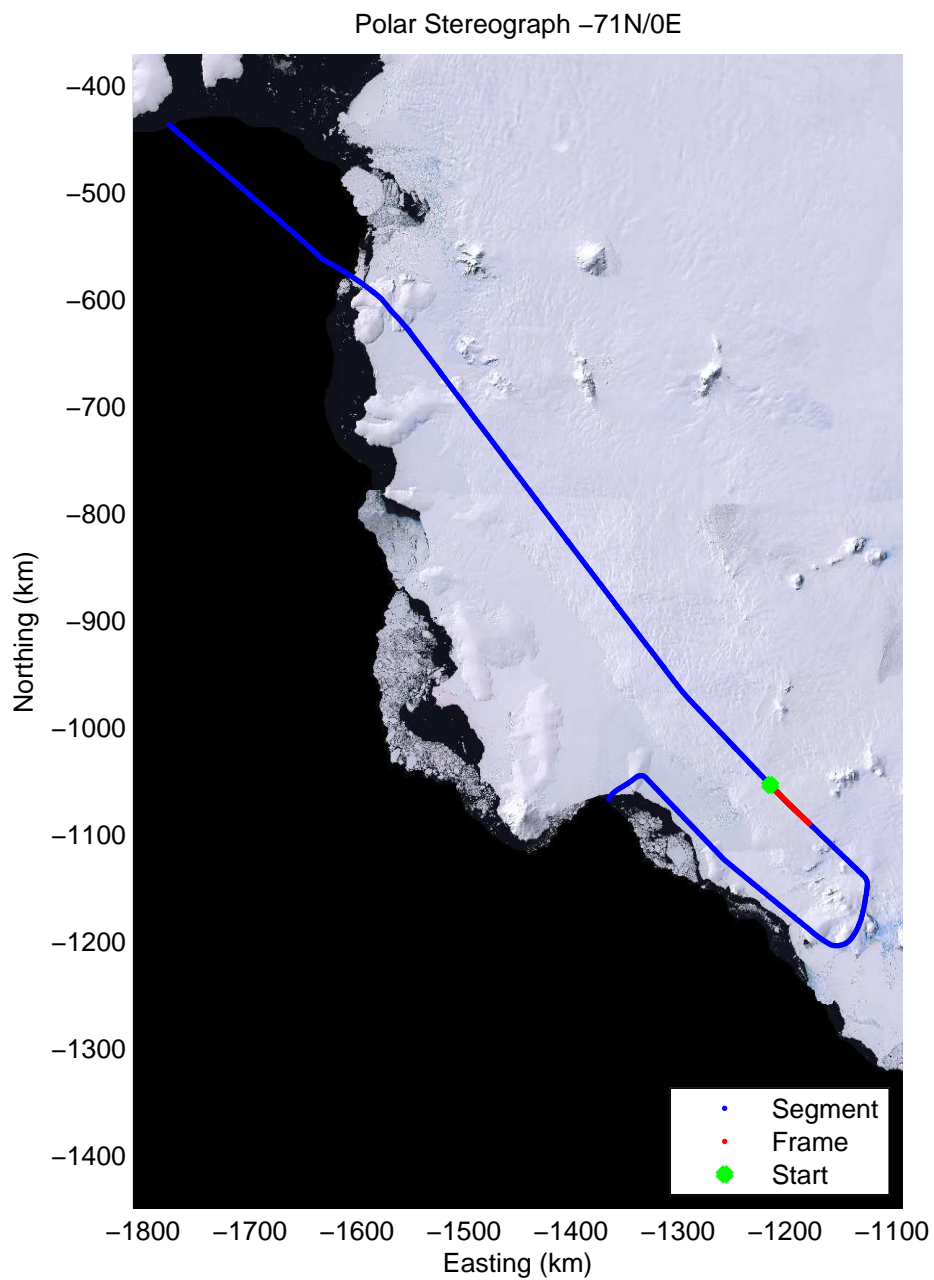 Polar Stereograph −71N/0E
−400
−500
−600
−700
−800
−900
−1000
−1100
−1200
−1300
−1400
Northing (km)
Segment
Frame
Start
−1800 −1700 −1600 −1500 −1400 −1300 −1200 −1100
Easting (km)